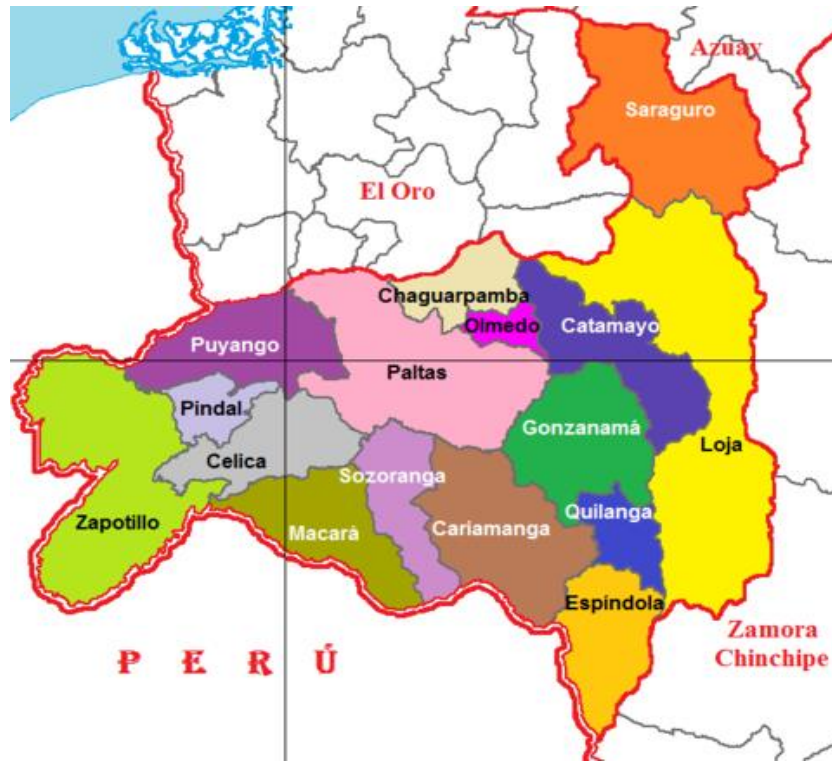 Azuay
Saraguro
El Oro
Chaguarpamba
Olmedo
Catamayo
Puyango
Paltas
Pindal
Gonzanamá
Loja
Celica
Sozoranga
Zapotillo
Macará
Cariamanga
Quilanga
Espíndola
Zamora
Chinchipe
P E R Ú